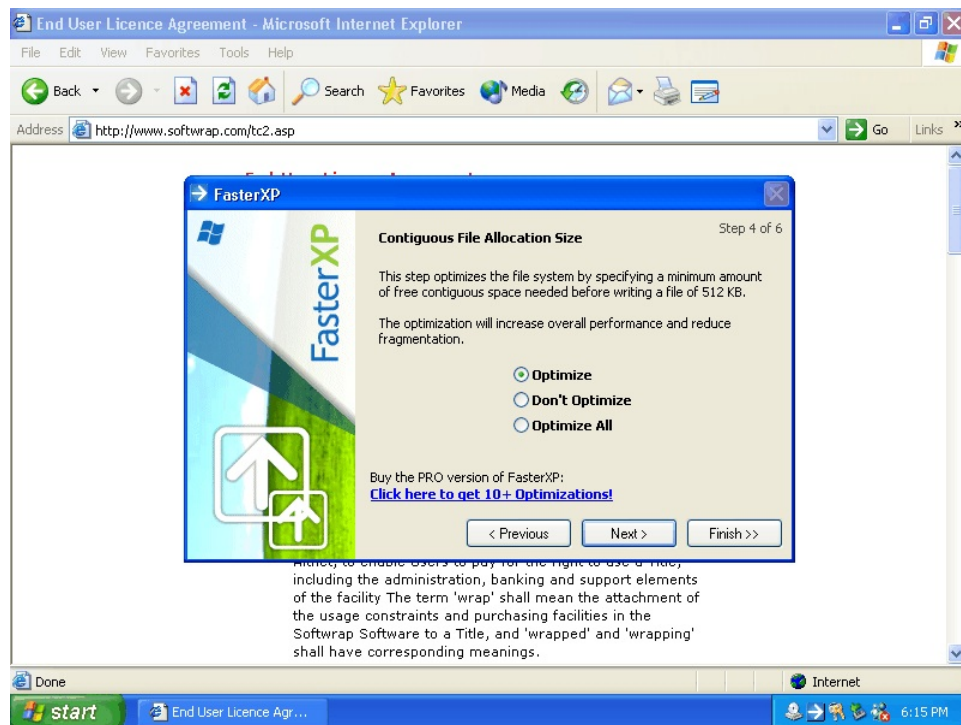 End User Licence Agreement - Microsoft Internet Explorer
File Edit View Favorites Tools Help
Back Search Favorites Media
Address http://www.softwrap.com/tc2.asp Go Links »
FasterXP
FasterXP
Step 4 of 6
Contiguous File Allocation Size
This step optimizes the file system by specifying a minimum amount
of free contiguous space needed before writing a file of 512 KB.
The optimization will increase overall performance and reduce
fragmentation.
Optimize
Don't Optimize
Optimize All
Buy the PRO version of FasterXP:
Click here to get 10+ Optimizations!
< Previous Next > Finish >>
including the administration, banking and support elements
of the facility The term 'wrap' shall mean the attachment of
the usage constraints and purchasing facilities in the
Softwrap Software to a Title, and 'wrapped' and 'wrapping'
shall have corresponding meanings.
Done Internet
start End User Licence Agr... 6:15 PM